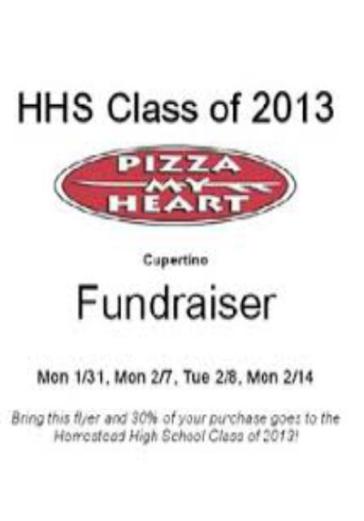 HHS Class of 2013
PIZZA
MY
HEART
Cupertino
Fundraiser
Mon 1/31, Mon 2/7, Tue 2/8, Mon 2/14
Bring this flyer and 30% of your purchase goes to the
Homestead High School Class of 2013!